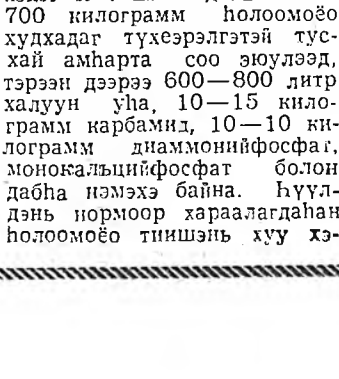 700 килограмм һолоомоёо
худхадаг түхеэрэлгэтэй тус-
хай амһарта соо эюулээд,
тэрээн дээрээ 600—800 литр
халуун уһа, 10—15 кило-
грамм карбамид, 10—10 ки-
лограмм диаммонийфосфат,
монокальцийфосфат болон
дабһа нэмэхэ байна. Һүүл-
дэнь нормоор хараалагдаһан
һолоомоёо тиишэнь хуу хэ-